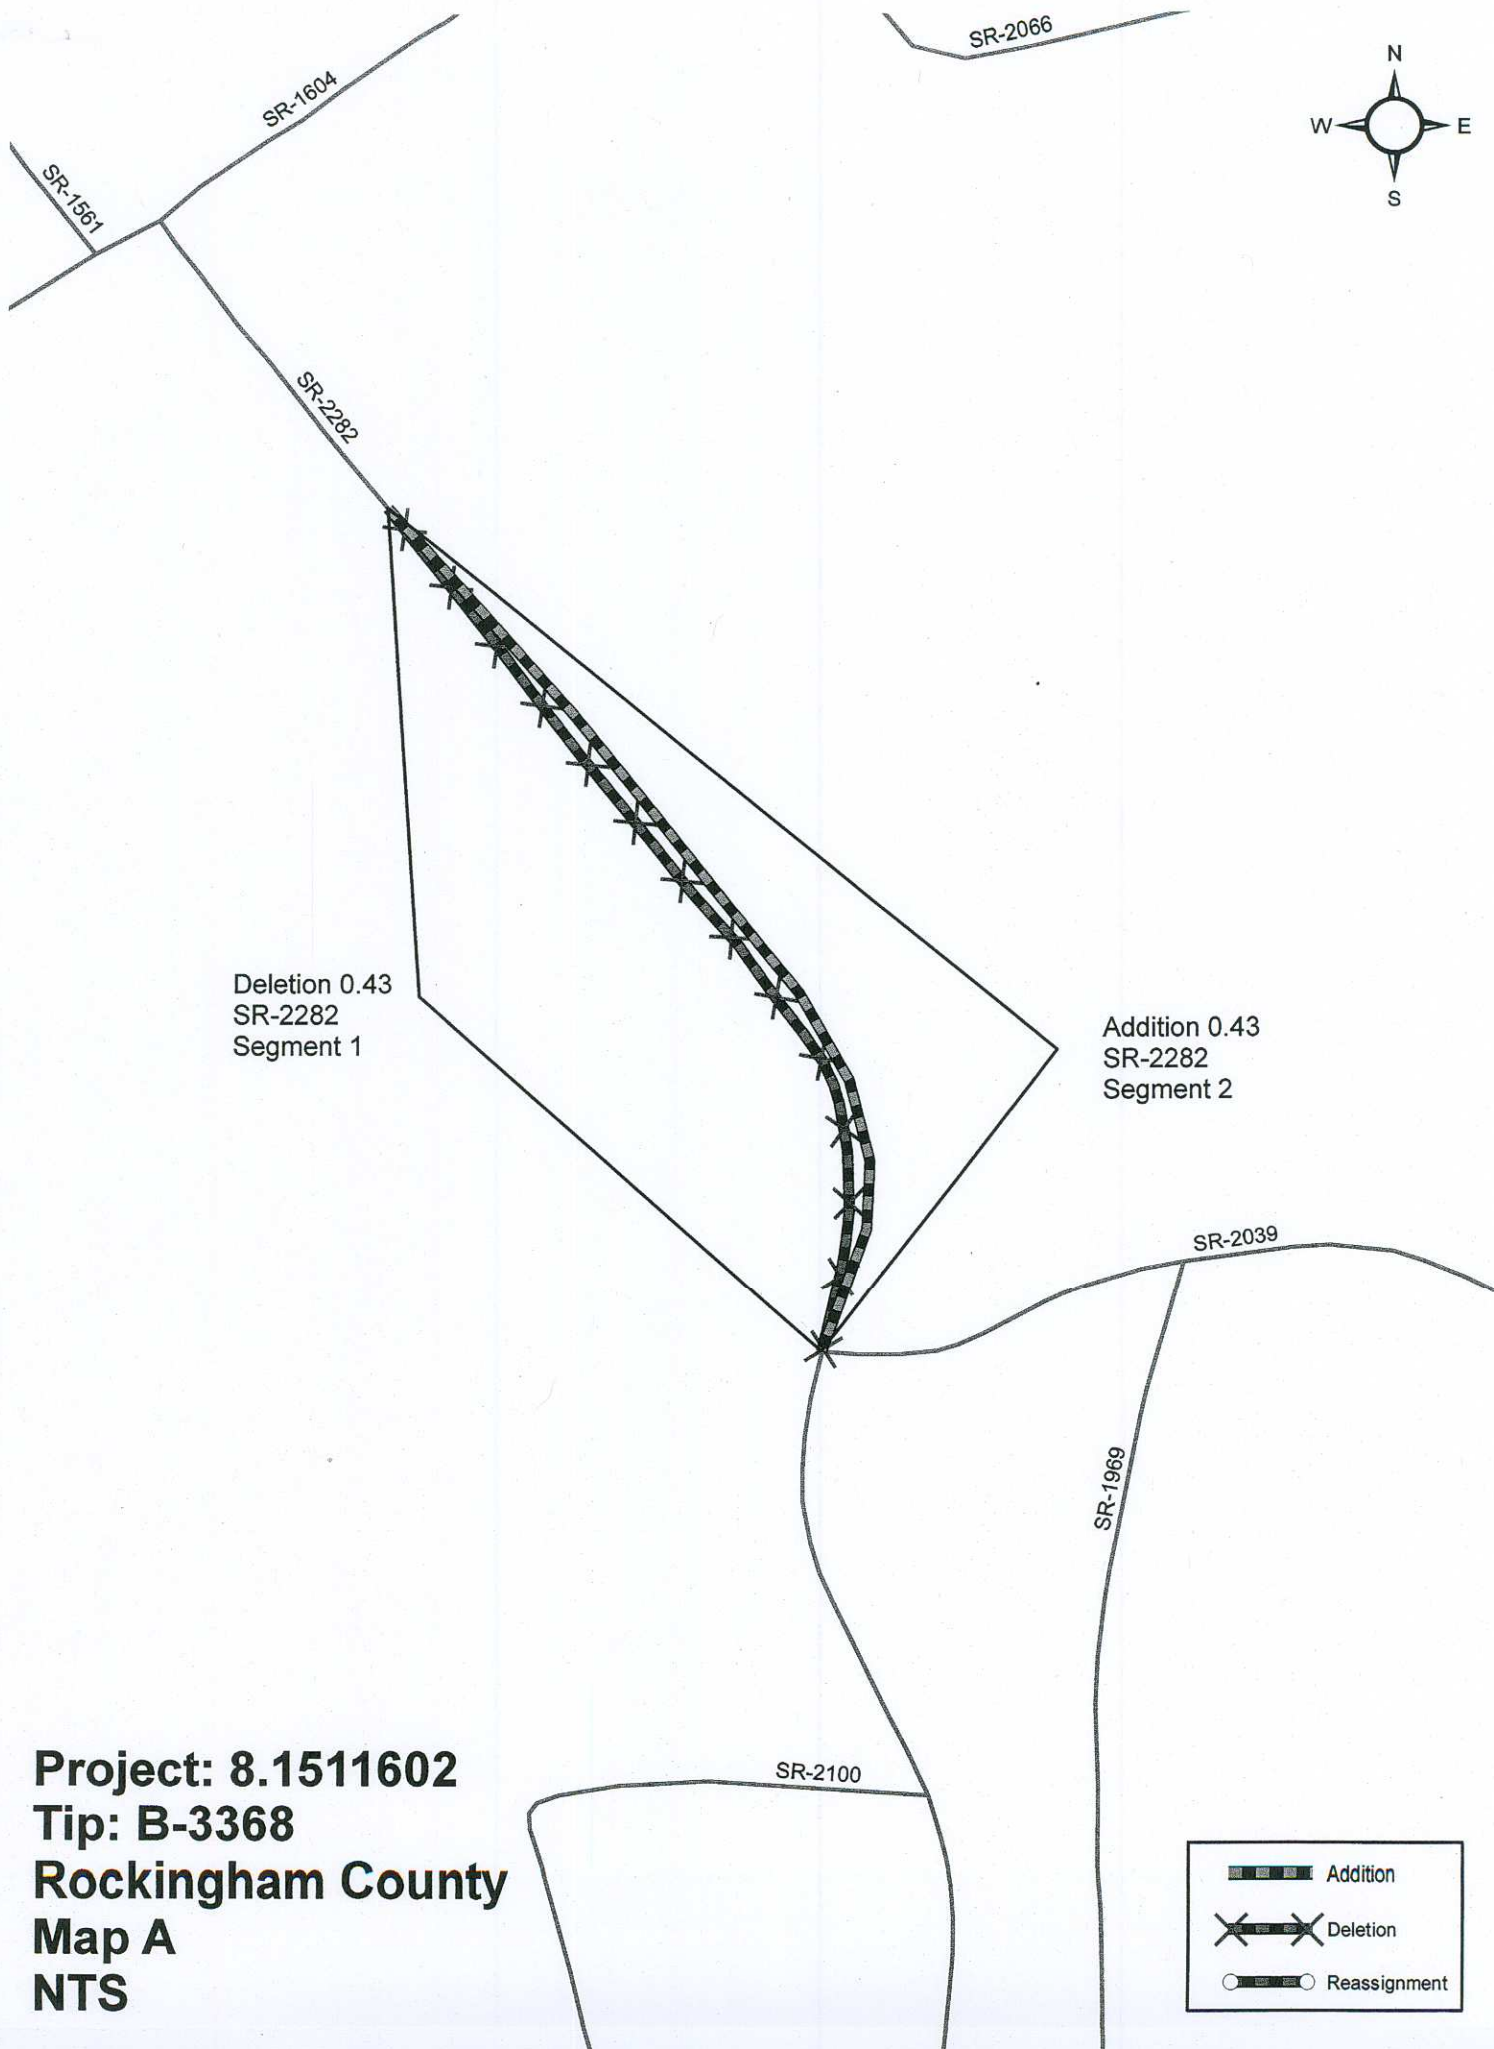 SR-2066
N
W
E
S
SR-1604
SR-1561
SR-2282
Deletion 0.43
SR-2282
Segment 1
Addition 0.43
SR-2282
Segment 2
SR-2039
SR-1969
SR-2100
Project: 8.1511602
Tip: B-3368
Rockingham County
Map A
NTS
Addition
Deletion
Reassignment